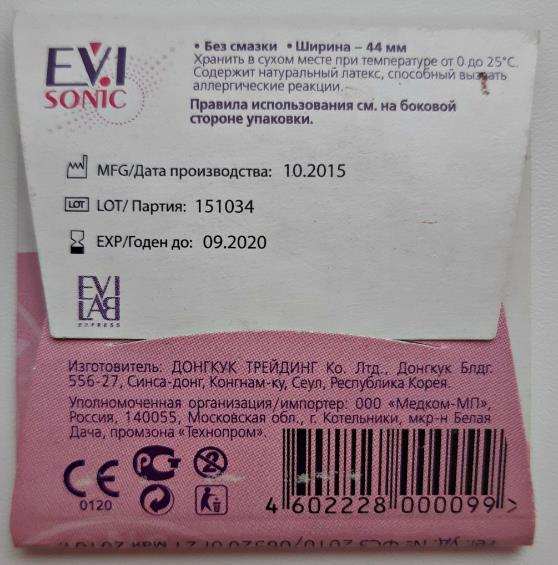 EVI
SONIC
• Без смазки • Ширина – 44 мм
Хранить в сухом месте при температуре от 0 до 25°С.
Содержит натуральный латекс, способный вызвать
аллергические реакции.
Правила использования см. на боковой
стороне упаковки.
MFG/Дата производства: 10.2015
LOT LOT/ Партия: 151034
EXP/Годен до: 09.2020
EVI
LAB
EXPRESS
Изготовитель: ДОНГКУК ТРЕЙДИНГ Ко. Лтд., Донгкук Блдг.
556-27, Синса-донг, Конгнам-ку, Сеул, Республика Корея.
Уполномоченная организация/импортер: ООО «Медком-МП»,
Россия, 140055, Московская обл., г. Котельники, мкр-н Белая
Дача, промзона «Технопром».
CE
0120
РСТ
2
4 602228 000099 >